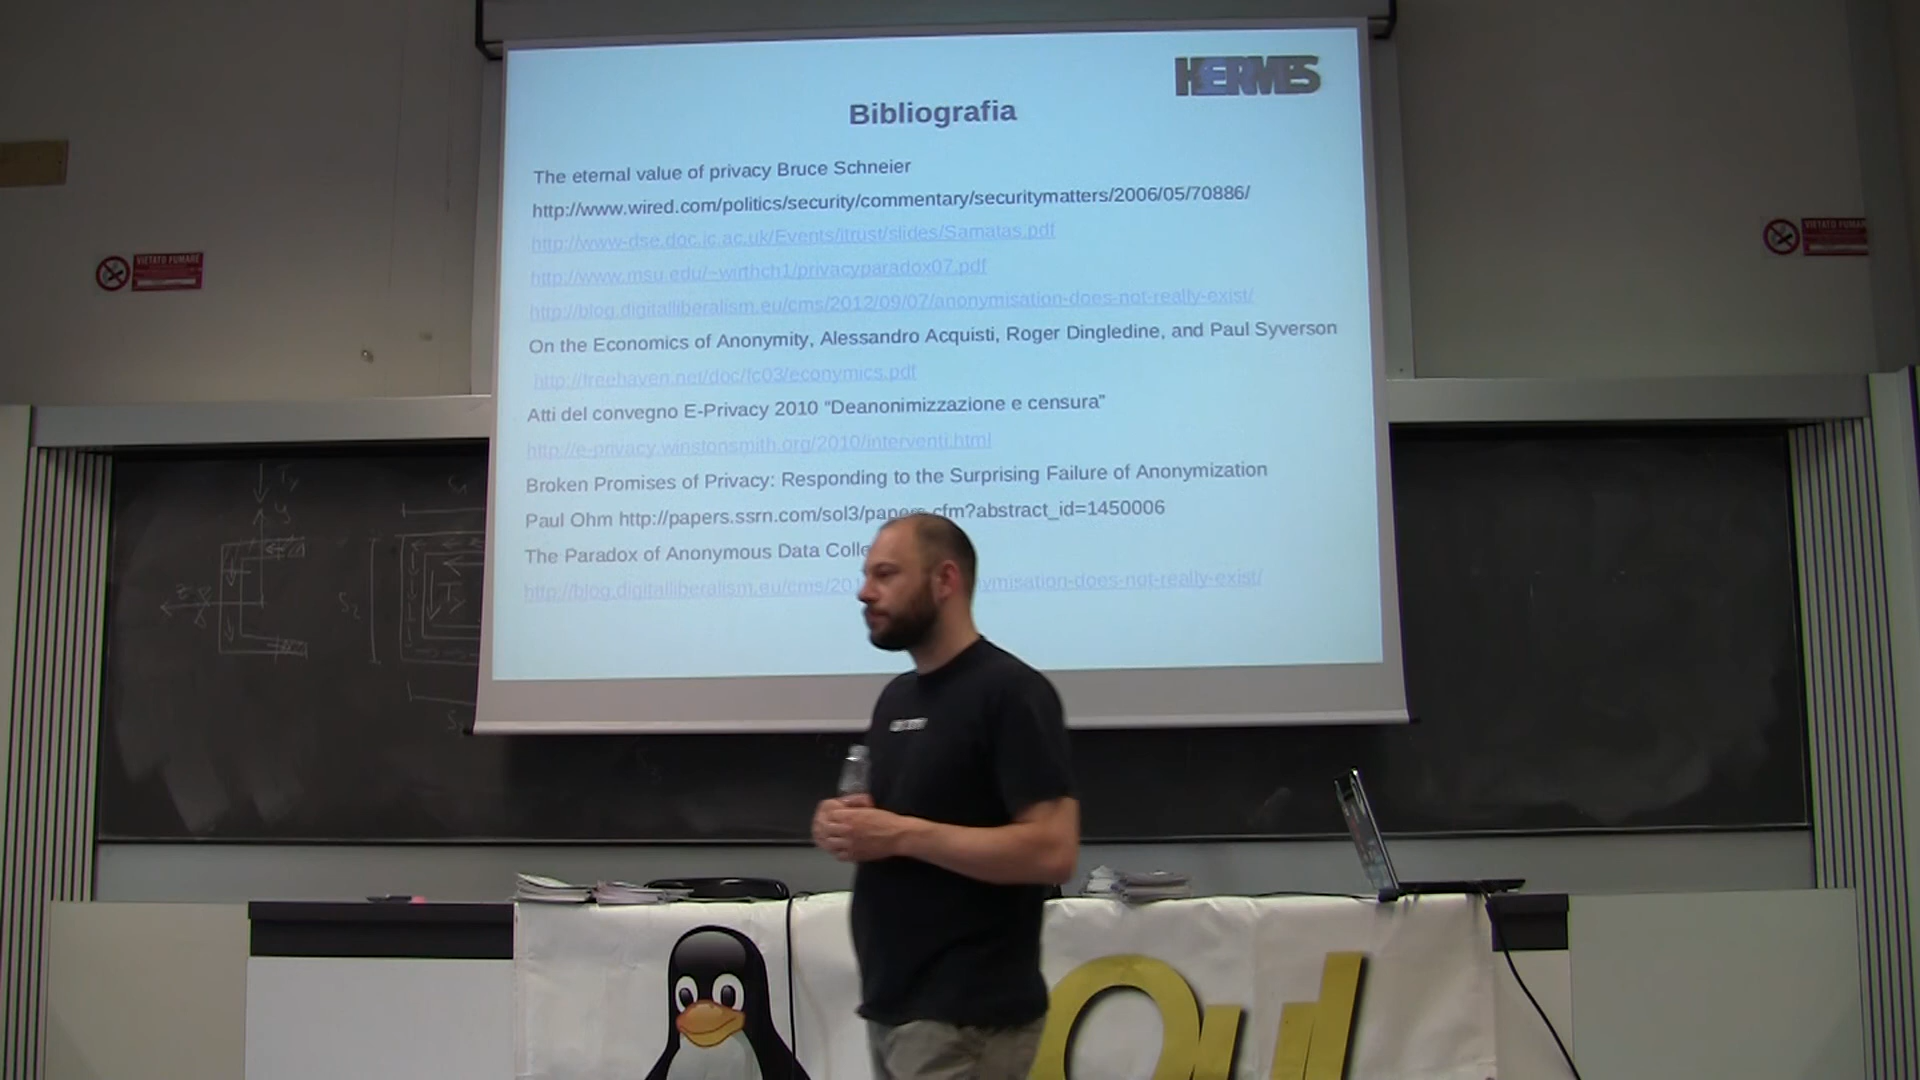 HERMES
Bibliografia
The eternal value of privacy Bruce Schneier
http://www.wired.com/politics/security/commentary/securitymatters/2006/05/70886/
http://www-dse.doc.ic.ac.uk/Events/itrust/slides/Samatas.pdf
http://www.msu.edu/~wirthch1/privacyparadox07.pdf
http://blog.digitalliberalism.eu/cms/2012/09/07/anonymisation-does-not-really-exist/
On the Economics of Anonymity, Alessandro Acquisti, Roger Dingledine, and Paul Syverson
http://freehaven.net/doc/fc03/econymics.pdf
Atti del convegno E-Privacy 2010 "Deanonimizzazione e censura"
http://e-privacy.winstonsmith.org/2010/interventi.html
Broken Promises of Privacy: Responding to the Surprising Failure of Anonymization
Paul Ohm http://papers.ssrn.com/sol3/papers.cfm?abstract_id=1450006
The Paradox of Anonymous Data Colle
http://blog.digitalliberalism.eu/cms/201 ymisation-does-not-really-exist/
VIETATO FUMARE
VIETATO FUMARE